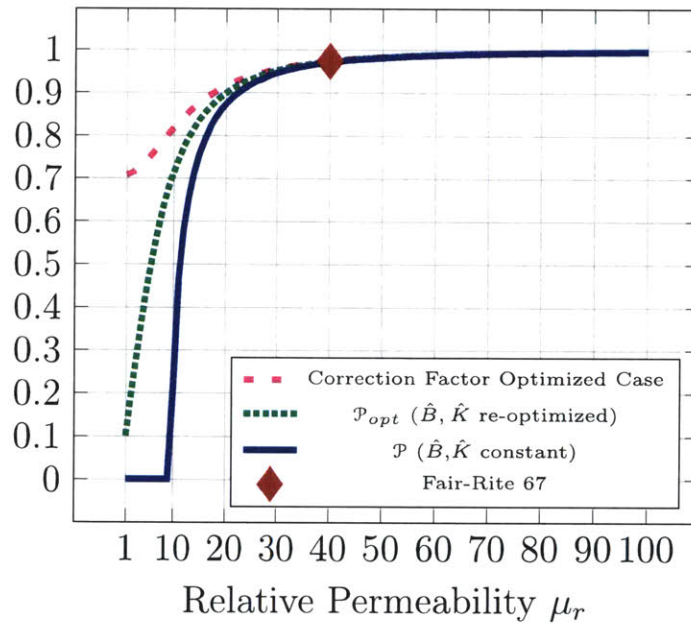 1
0.9
0.8
0.7
0.6
0.5
0.4
0.3
0.2
0.1
0
Correction Factor Optimized Case
𝒫opt (B̂, K̂ re-optimized)
𝒫 (B̂,K̂ constant)
Fair-Rite 67
1 10 20 30 40 50 60 70 80 90 100
Relative Permeability μr